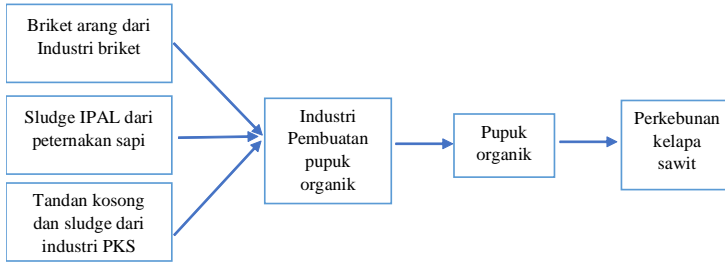 Briket arang dari
Industri briket
Sludge IPAL dari
peternakan sapi
Tandan kosong
dan sludge dari
industri PKS
Industri
Pembuatan
pupuk
organik
Pupuk
organik
Perkebunan
kelapa
sawit